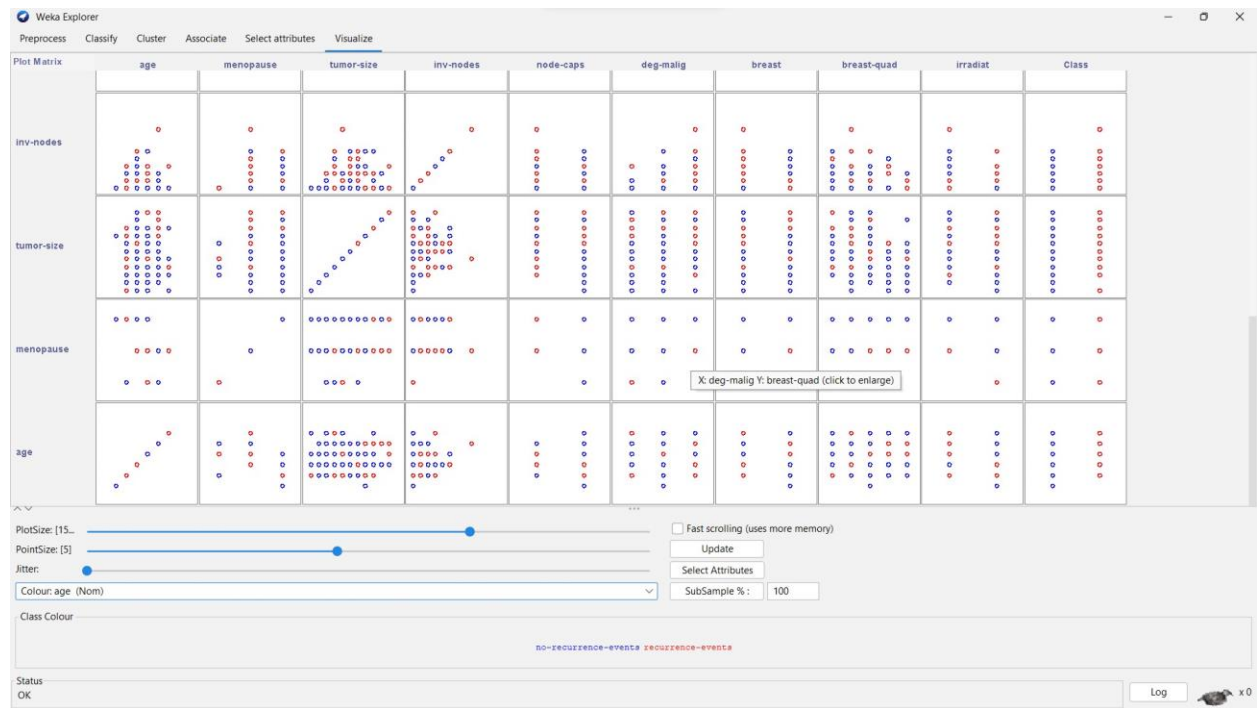 Weka Explorer
Preprocess Classify Cluster Associate Select attributes Visualize
Plot Matrix age menopause tumor-size inv-nodes node-caps deg-malig breast breast-quad irradiat Class
inv-nodes
tumor-size
menopause
X: deg-malig Y: breast-quad (click to enlarge)
age
PlotSize: [15... Fast scrolling (uses more memory)
PointSize: [5] Update
Jitter: Select Attributes
Colour: age (Nom) SubSample % : 100
Class Colour
no-recurrence-events recurrence-events
Status
OK Log x 0